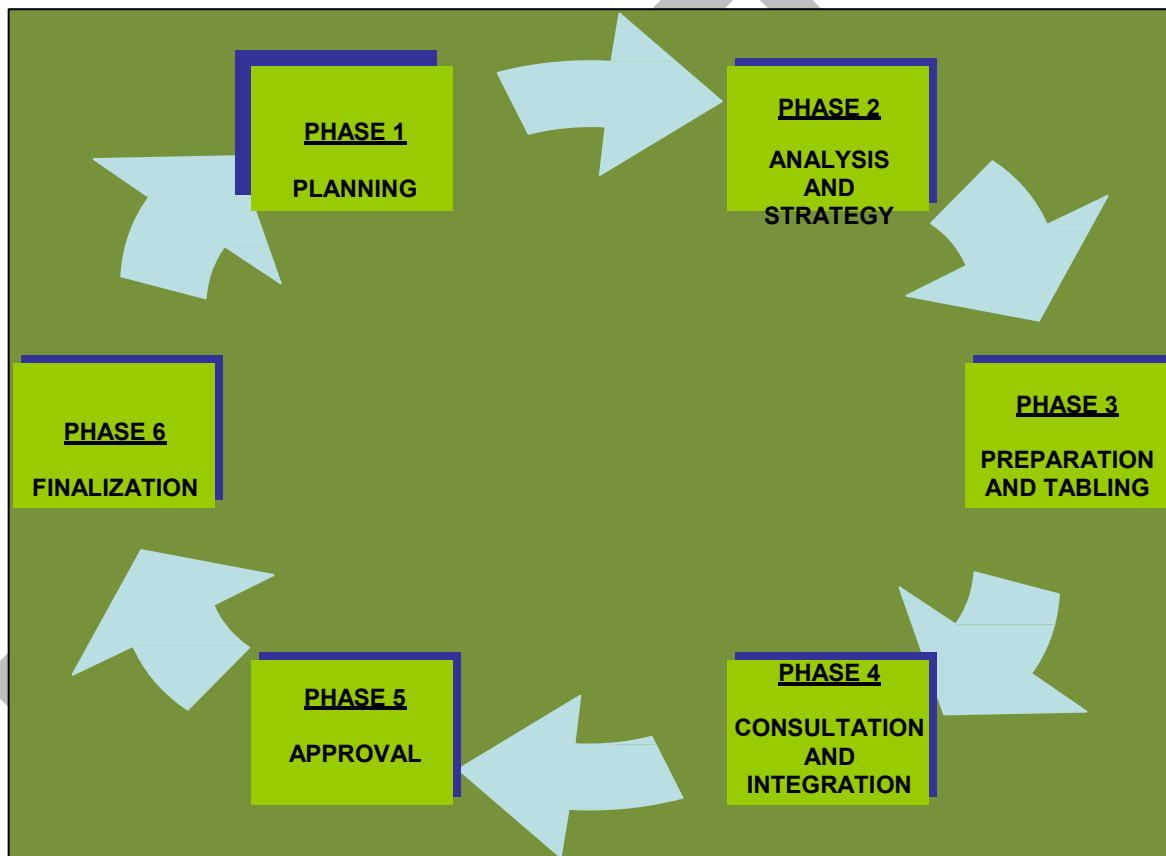 PHASE 1
PLANNING
PHASE 2
ANALYSIS
AND
STRATEGY
PHASE 3
PREPARATION
AND TABLING
PHASE 4
CONSULTATION
AND
INTEGRATION
PHASE 5
APPROVAL
PHASE 6
FINALIZATION